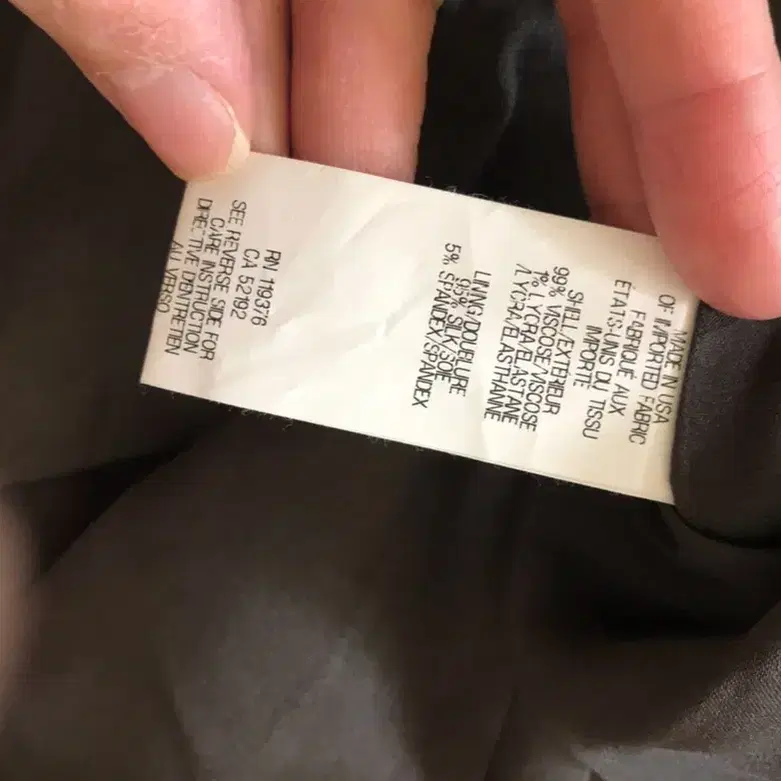 MADE IN USA
OF IMPORTED FABRIC
FABRIQUÉ AUX
ÉTATS-UNIS DU TISSU
IMPORTÉ
SHELL/EXTÉRIEUR
99% VISCOSE/VISCOSE
1% LYCRA/ELASTANE
/LYCRA/ELASTHANNE
LINING/DOUBLURE
95% SILK/SOIE
5% SPANDEX/SPANDEX
RN 119376
CA 52192
SEE REVERSE SIDE FOR
CARE INSTRUCTION
DIRECTIVE D'ENTRETIEN
AU VERSO